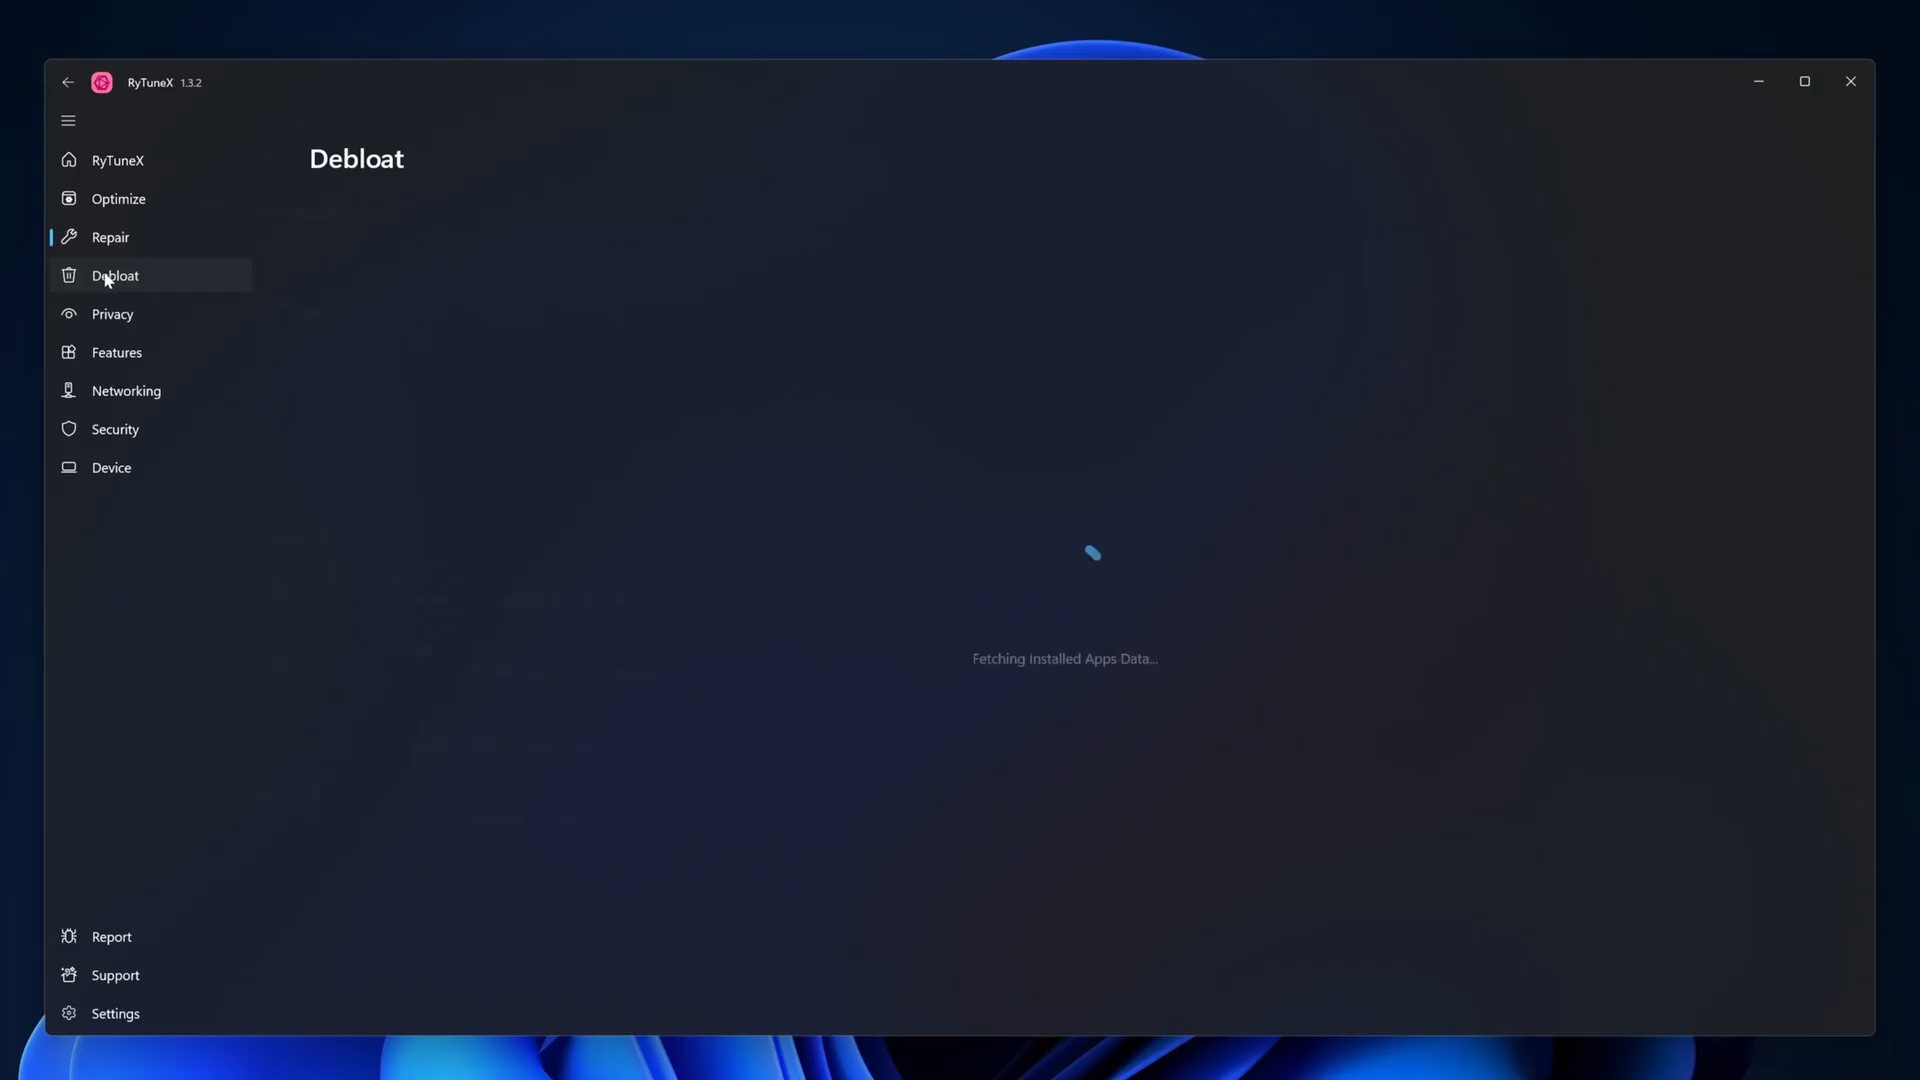 RyTuneX 1.3.2
RyTuneX
Optimize
Repair
Debloat
Privacy
Features
Networking
Security
Device
Report
Support
Settings
Debloat
Fetching Installed Apps Data...